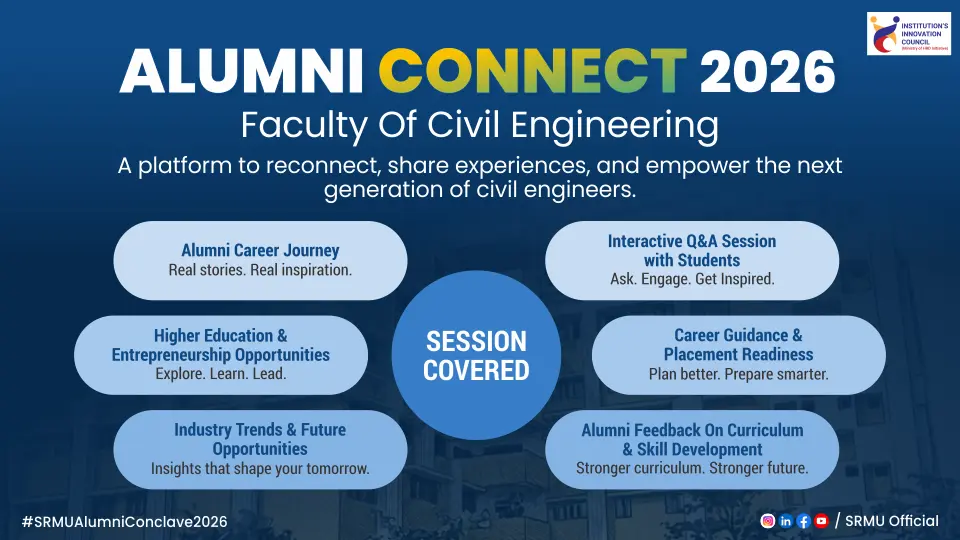 INSTITUTION'S
INNOVATION
COUNCIL
(Ministry of HRD Initiative)
ALUMNI CONNECT 2026
Faculty Of Civil Engineering
A platform to reconnect, share experiences, and empower the next
generation of civil engineers.
Alumni Career Journey
Real stories. Real inspiration.
Interactive Q&A Session
with Students
Ask. Engage. Get Inspired.
Higher Education &
Entrepreneurship Opportunities
Explore. Learn. Lead.
SESSION
COVERED
Career Guidance &
Placement Readiness
Plan better. Prepare smarter.
Industry Trends & Future
Opportunities
Insights that shape your tomorrow.
Alumni Feedback On Curriculum
& Skill Development
Stronger curriculum. Stronger future.
#SRMUAlumniConclave2026
/ SRMU Official